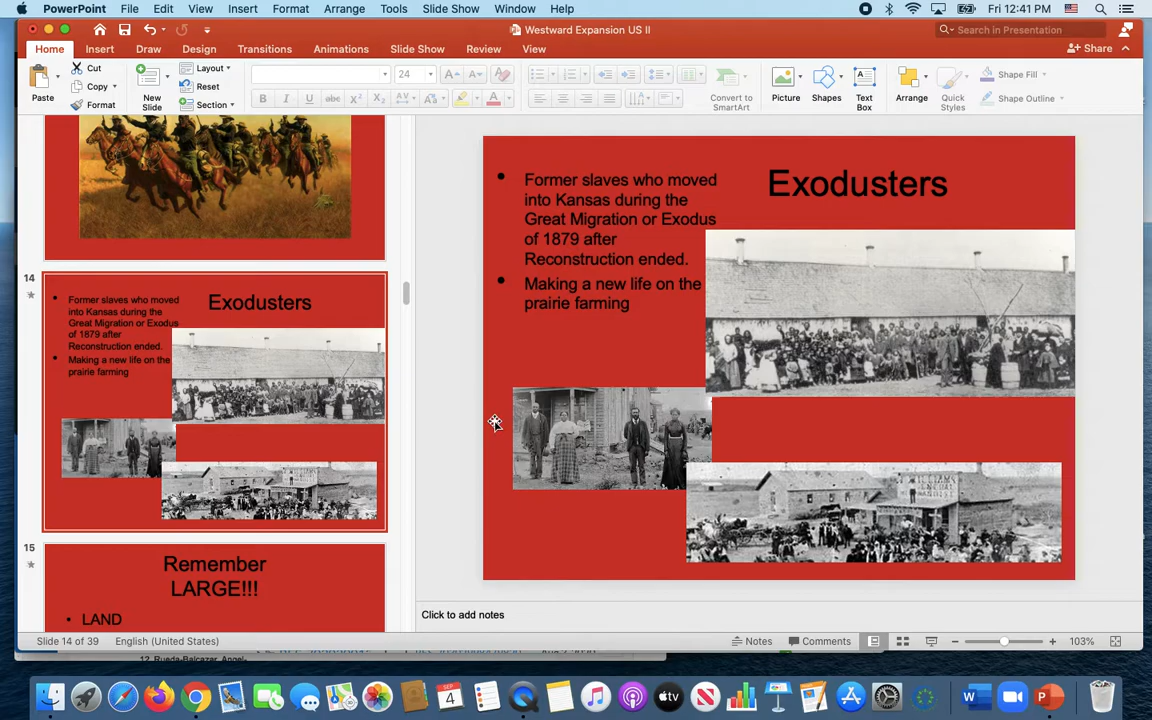 PowerPoint File Edit View Insert Format Arrange Tools Slide Show Window Help Fri 12:41 PM
Westward Expansion US II
Search in Presentation
Home Insert Draw Design Transitions Animations Slide Show Review View Share
Paste
Cut
Copy
Format
New Slide
Layout
Reset
Section
24
Convert to SmartArt
Picture
Shapes
Text Box
Arrange
Quick Styles
Shape Fill
Shape Outline
14
Exodusters
• Former slaves who moved
into Kansas during the
Great Migration or Exodus
of 1879 after
Reconstruction ended.
• Making a new life on the
prairie farming
15
Remember
LARGE!!!
• LAND
Exodusters
• Former slaves who moved
into Kansas during the
Great Migration or Exodus
of 1879 after
Reconstruction ended.
• Making a new life on the
prairie farming
Click to add notes
Slide 14 of 39 English (United States) Notes Comments 103%
12. Rueda-Balcazar, Angel-
SEP
4